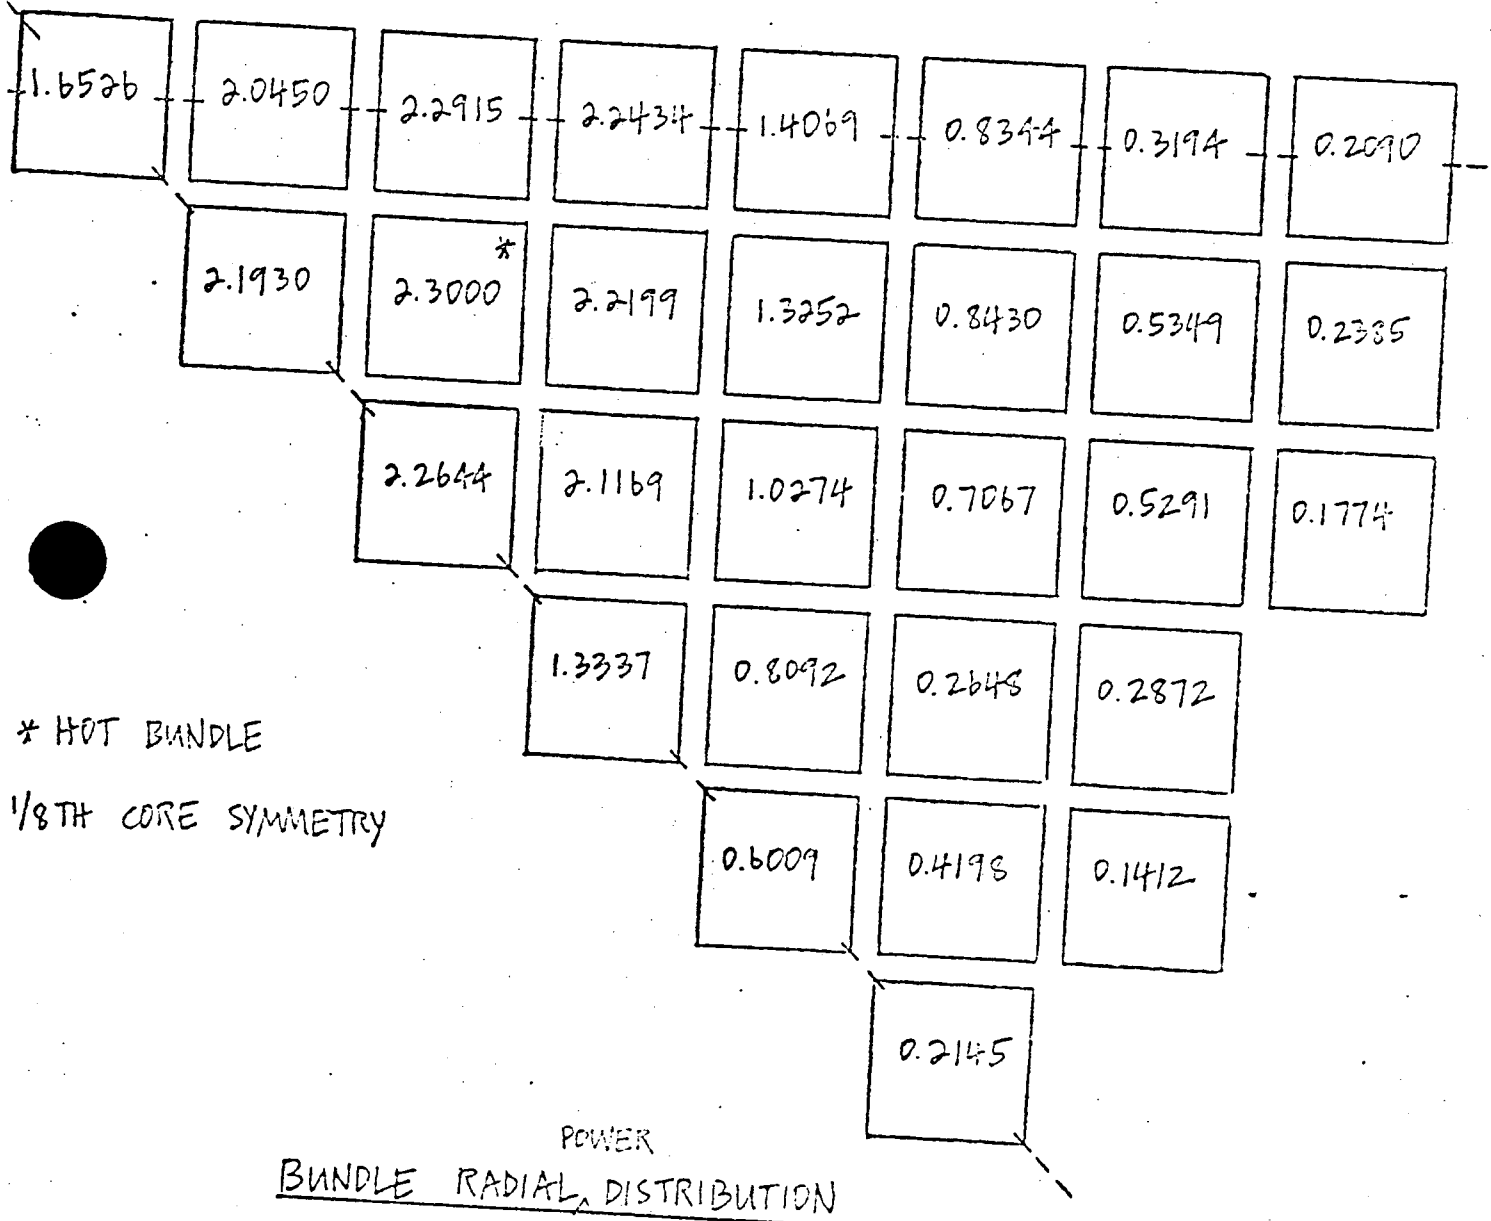 1.6526 2.0450 2.2915 2.2434 1.4069 0.8344 0.3194 0.2090
*
2.1930 2.3000 2.2199 1.3252 0.8430 0.5349 0.2385
2.2644 2.1169 1.0274 0.7067 0.5291 0.1774
1.3337 0.8092 0.2648 0.2872
* HOT BUNDLE
1/8TH CORE SYMMETRY
0.6009 0.4198 0.1412
0.2145
POWER
BUNDLE RADIAL ‸ DISTRIBUTION